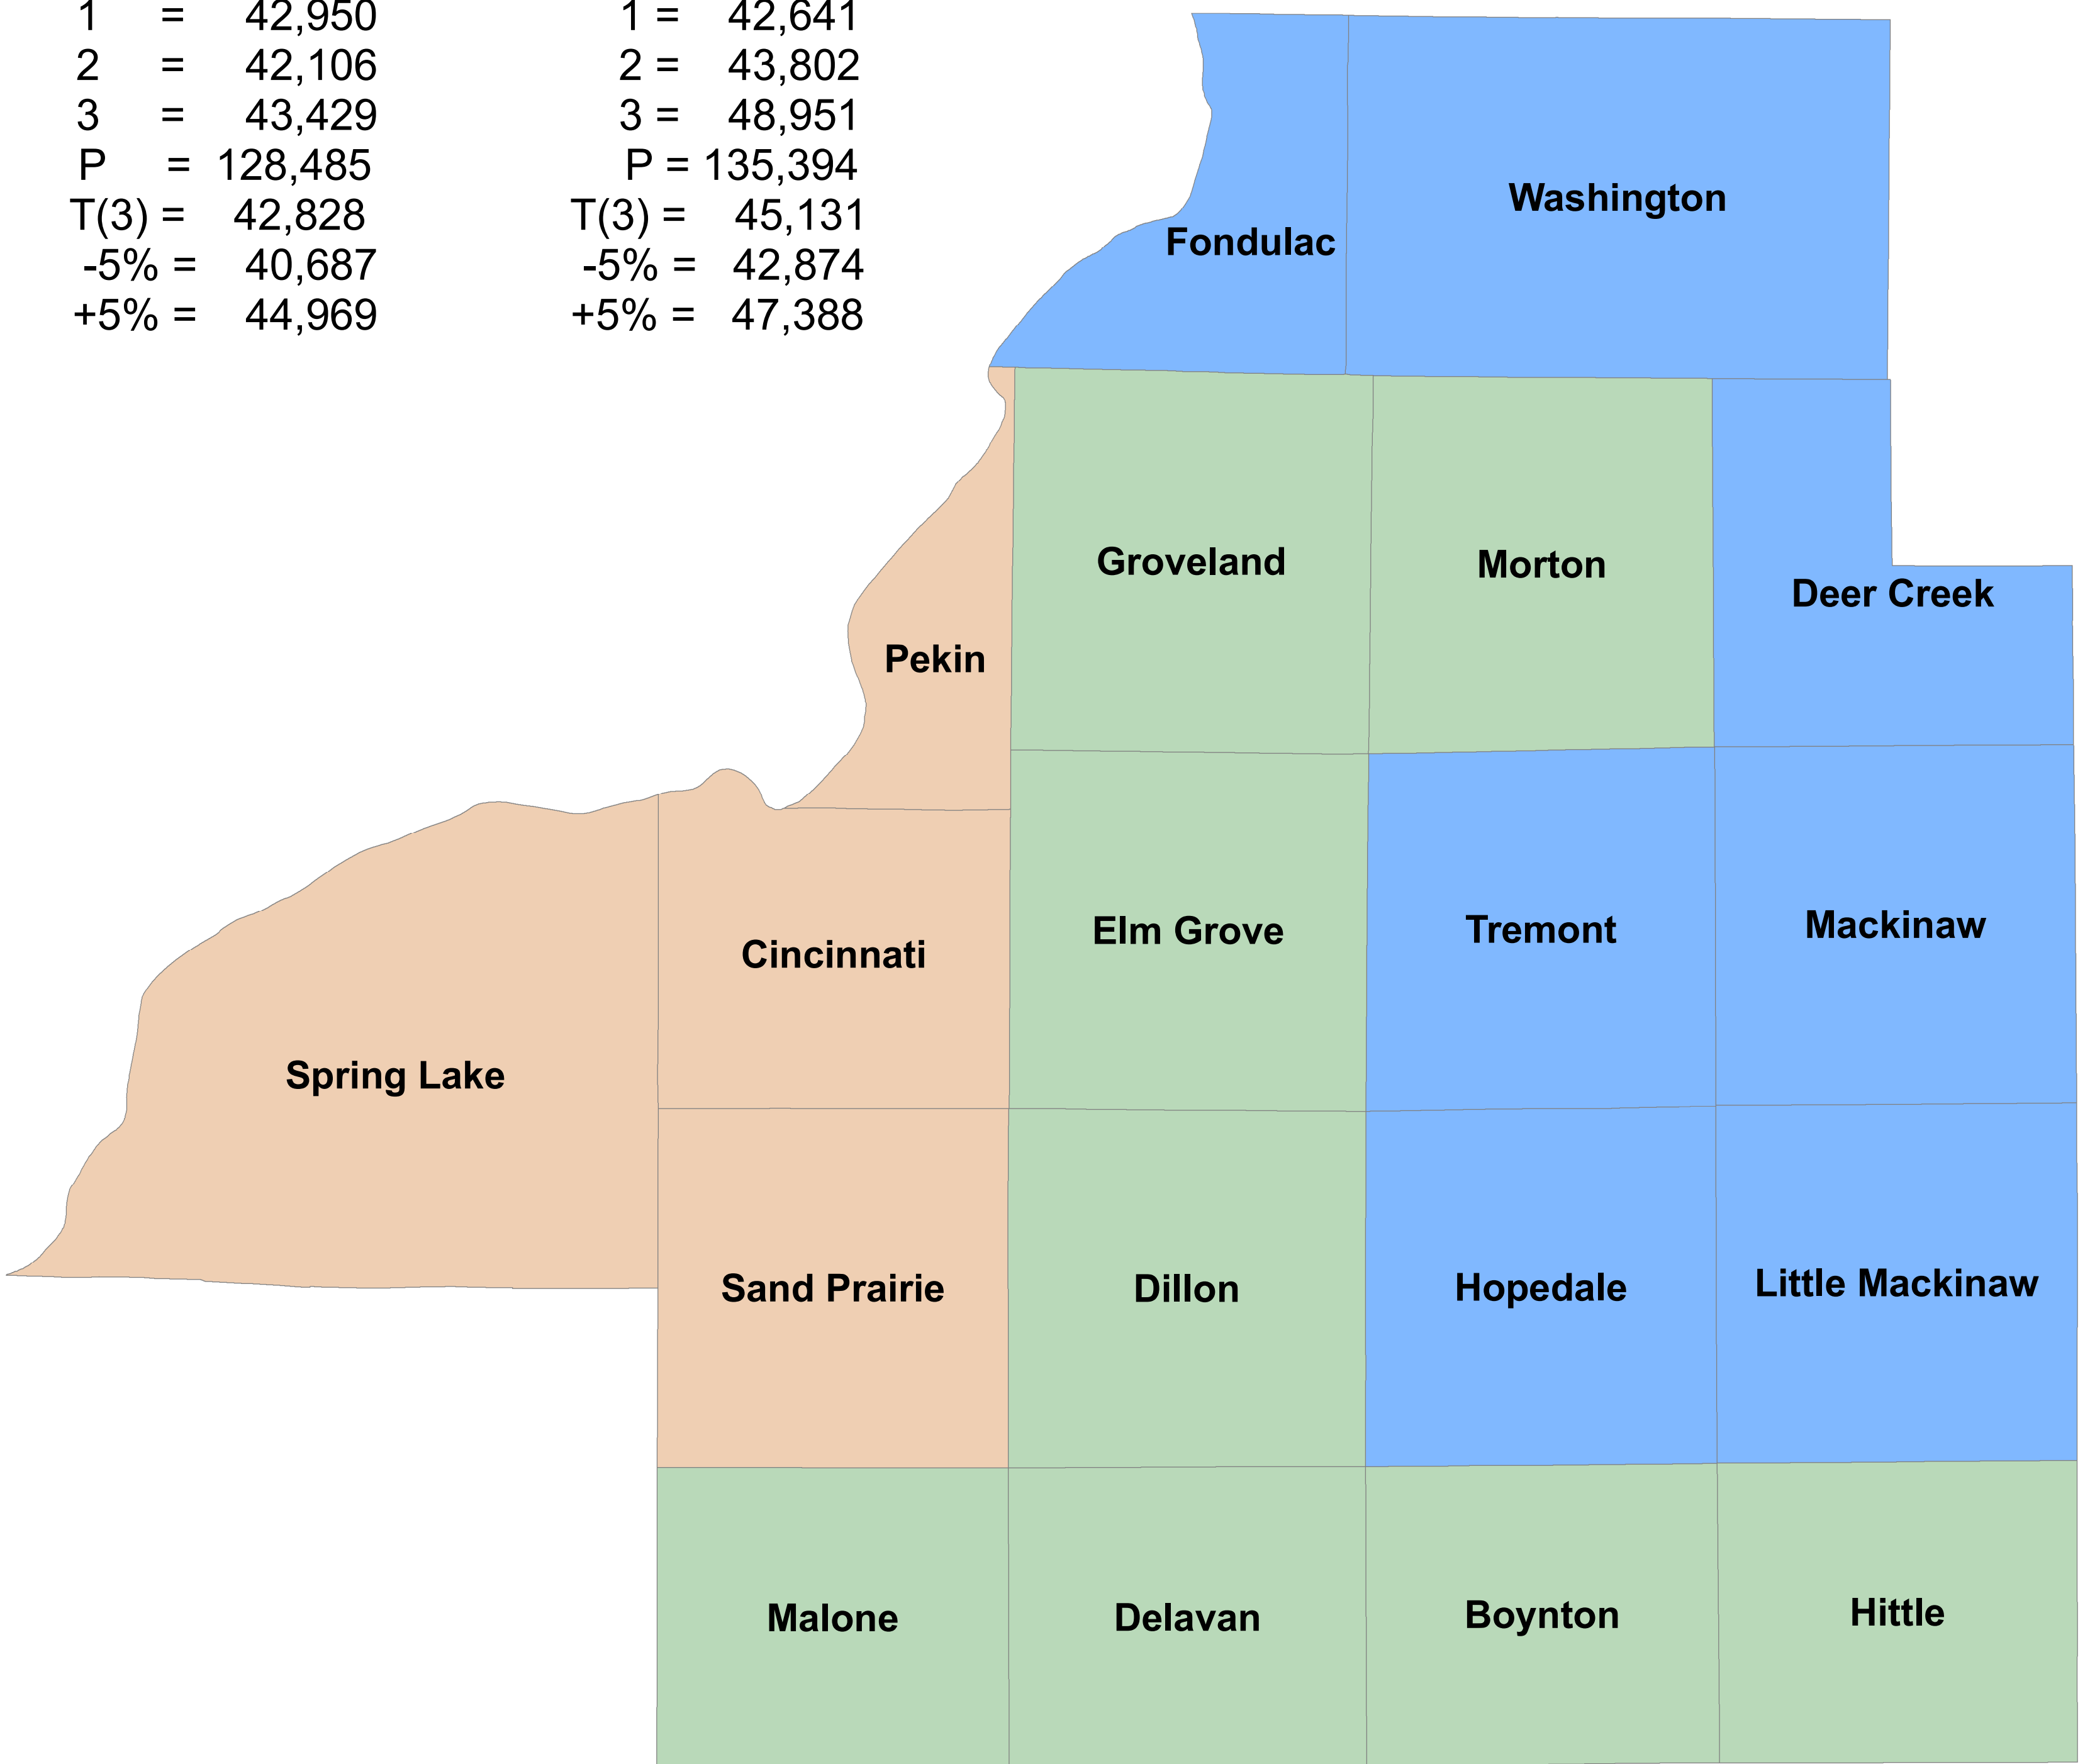 1 = 42,950 1 = 42,641
2 = 42,106 2 = 43,802
3 = 43,429 3 = 48,951
P = 128,485 P = 135,394
T(3) = 42,828 T(3) = 45,131
-5% = 40,687 -5% = 42,874
+5% = 44,969 +5% = 47,388
Washington
Fondulac
Groveland
Morton
Deer Creek
Pekin
Cincinnati
Elm Grove
Tremont
Mackinaw
Spring Lake
Sand Prairie
Dillon
Hopedale
Little Mackinaw
Malone
Delavan
Boynton
Hittle